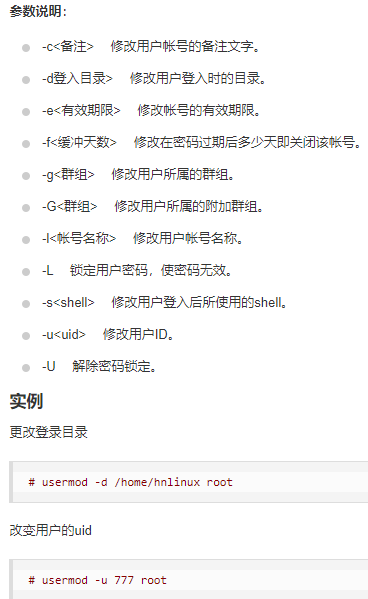 参数说明：
-c<备注> 修改用户帐号的备注文字。
-d登入目录> 修改用户登入时的目录。
-e<有效期限> 修改帐号的有效期限。
-f<缓冲天数> 修改在密码过期后多少天即关闭该帐号。
-g<群组> 修改用户所属的群组。
-G<群组> 修改用户所属的附加群组。
-l<帐号名称> 修改用户帐号名称。
-L 锁定用户密码，使密码无效。
-s<shell> 修改用户登入后所使用的shell。
-u<uid> 修改用户ID。
-U 解除密码锁定。
实例
更改登录目录
# usermod -d /home/hnlinux root
改变用户的uid
# usermod -u 777 root